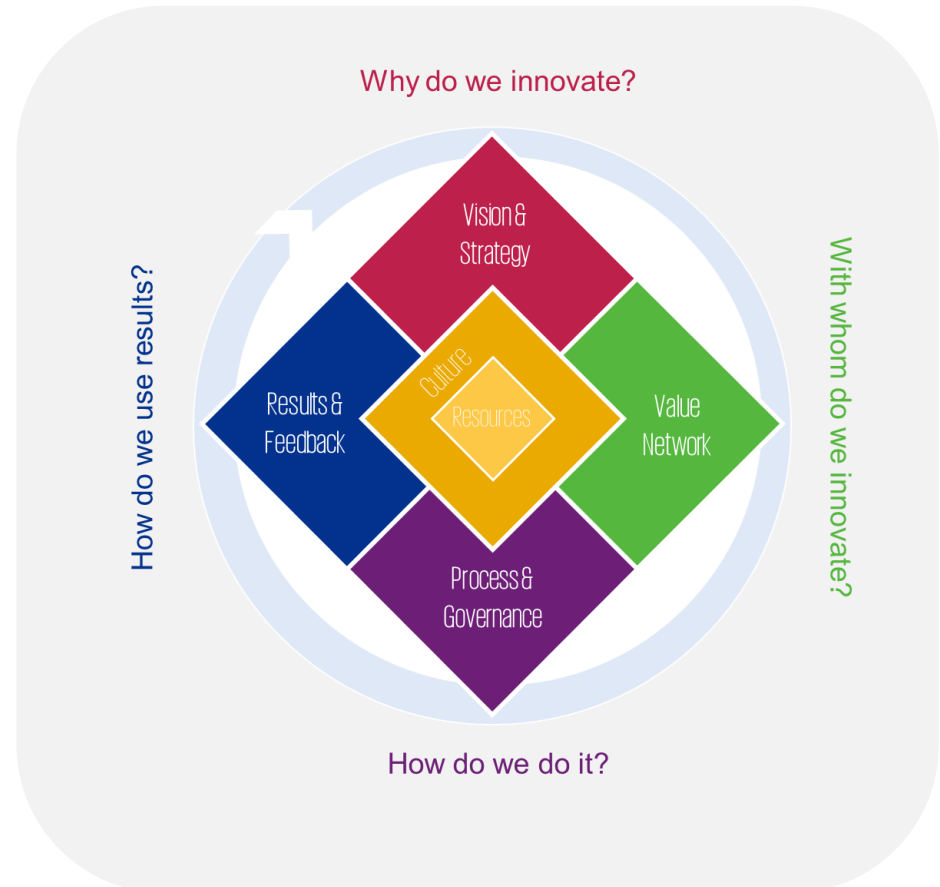 Why do we innovate?
Vision &
Strategy
How do we use results?
Results &
Feedback
Culture
Resources
Value
Network
With whom do we innovate?
Process &
Governance
How do we do it?